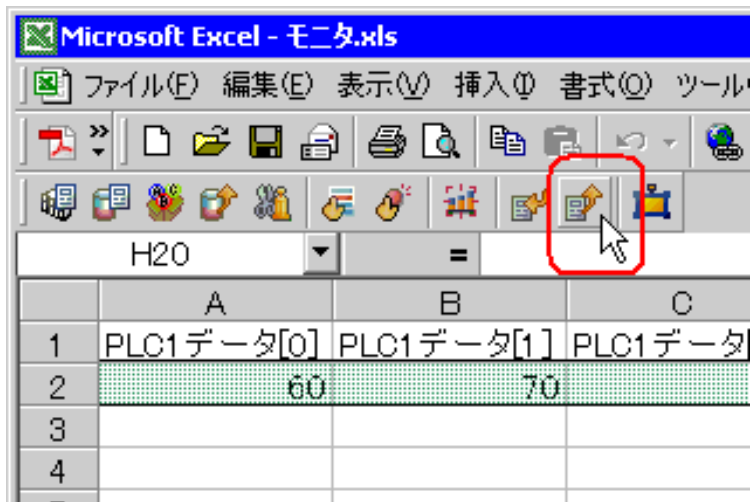 Microsoft Excel - モニタ.xls
ファイル(F) 編集(E) 表示(V) 挿入(I) 書式(O) ツール
H20 =
A B C
1 PLC1データ[0] PLC1データ[1] PLC1データ[
2 60 70
3
4